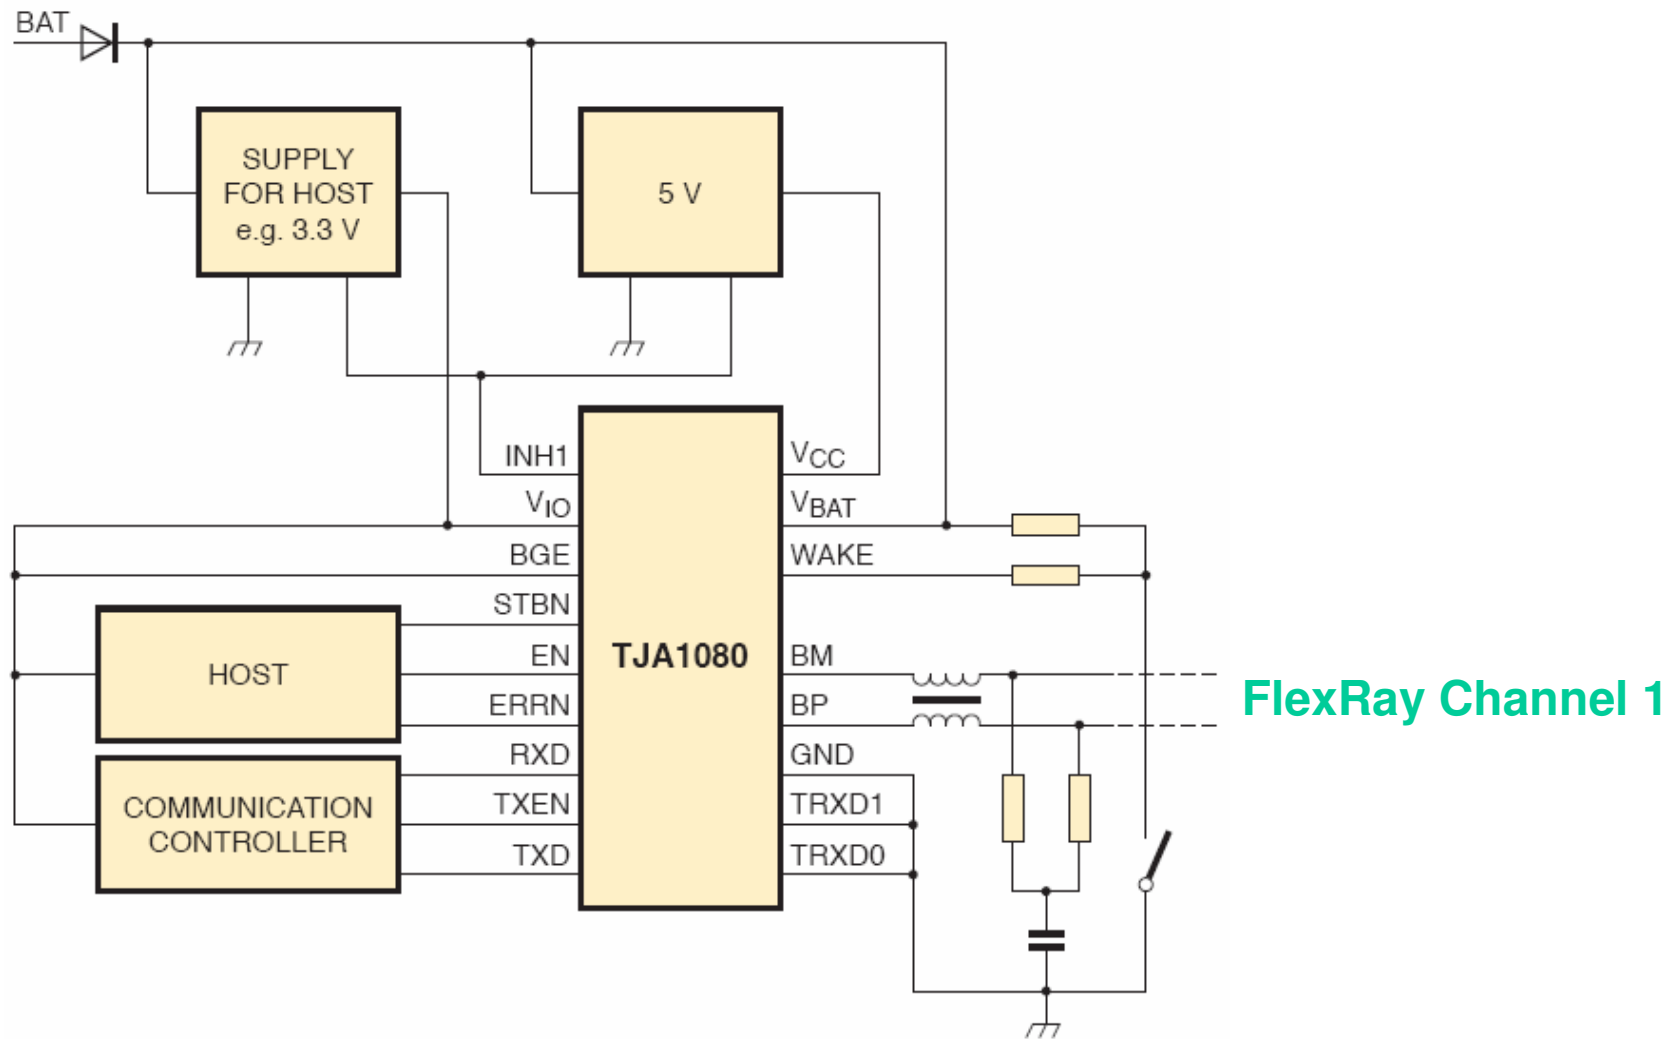 BAT
SUPPLY
FOR HOST
e.g. 3.3 V
5 V
INH1
VIO
BGE
STBN
EN
ERRN
RXD
TXEN
TXD
TJA1080
VCC
VBAT
WAKE
BM
BP
GND
TRXD1
TRXD0
HOST
COMMUNICATION
CONTROLLER
FlexRay Channel 1